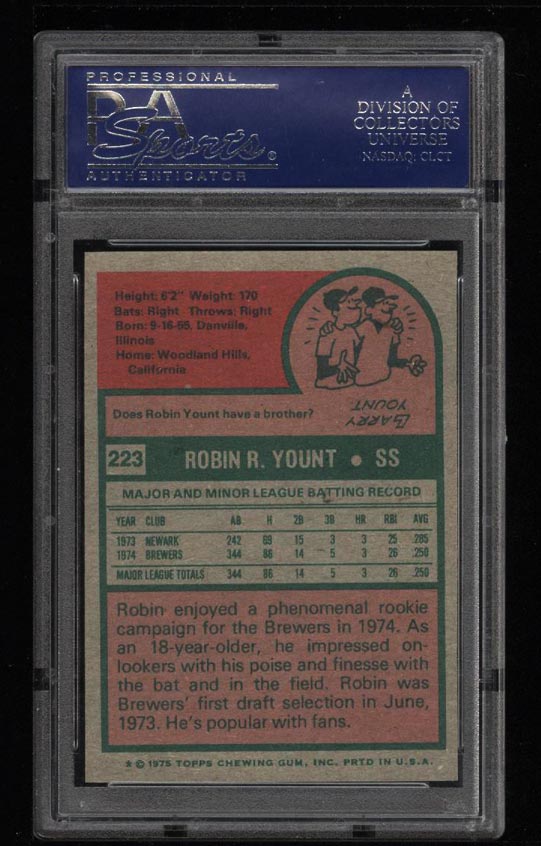 PROFESSIONAL
PSA
Sports ®
AUTHENTICATOR
A
DIVISION OF
COLLECTORS
UNIVERSE
NASDAQ: CLCT
Height: 6'2" Weight: 170
Bats: Right Throws: Right
Born: 9-16-55, Danville,
Illinois
Home: Woodland Hills,
California
Does Robin Yount have a brother?
LARRY
YOUNT
223 ROBIN R. YOUNT • SS
MAJOR AND MINOR LEAGUE BATTING RECORD
YEAR CLUB AB H 2B 3B HR RBI AVG
1973 NEWARK 242 69 15 3 3 25 .285
1974 BREWERS 344 86 14 5 3 26 .250
MAJOR LEAGUE TOTALS 344 86 14 5 3 26 .250
Robin enjoyed a phenomenal rookie
campaign for the Brewers in 1974. As
an 18-year-older, he impressed on-
lookers with his poise and finesse with
the bat and in the field. Robin was
Brewers' first draft selection in June,
1973. He's popular with fans.
* © 1975 TOPPS CHEWING GUM, INC. PRTD IN U.S.A.